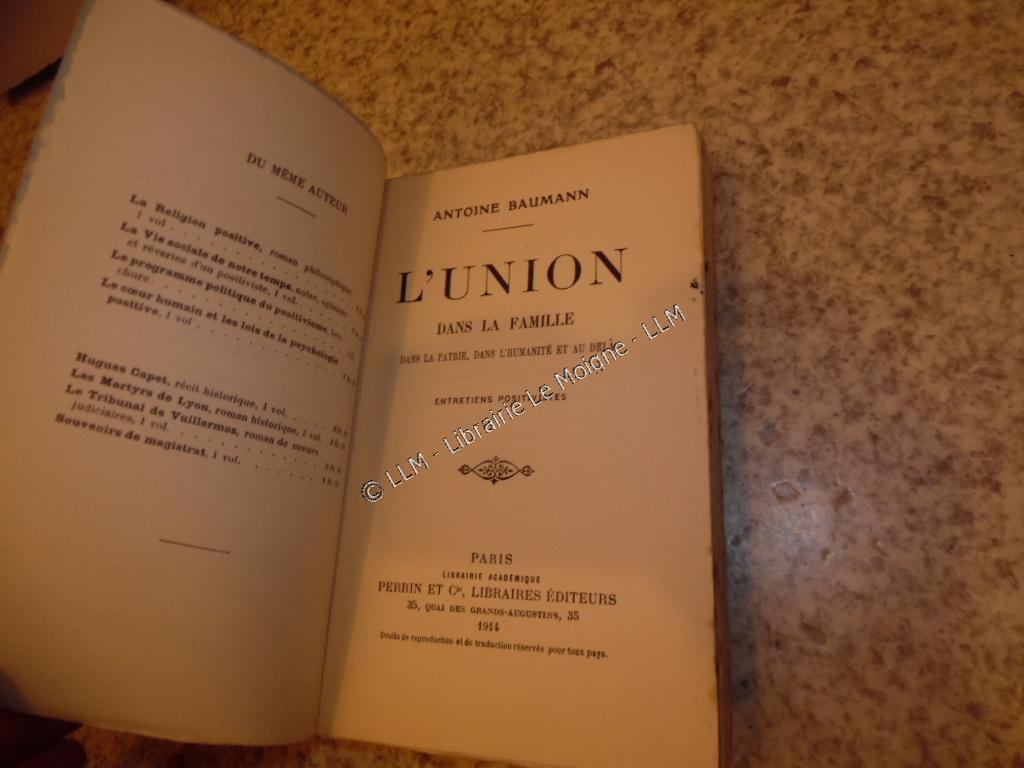 DU MÊME AUTEUR
La Religion positive, roman philosophique,
1 vol
La Vie sociale de notre temps, notes, opinions
et rêveries d'un positiviste, 1 vol.
Le programme politique du positivisme, bro-
chure.
Le cœur humain et les lois de la psychologie
positive, 1 vol
Hugues Capet, récit historique, 1 vol.
Les Martyrs de Lyon, roman historique, 1 vol.
Le Tribunal de Vuillermoz, roman de mœurs
judiciaires, 1 vol.
Souvenirs de magistrat, 1 vol.
ANTOINE BAUMANN
L'UNION
DANS LA FAMILLE
DANS LA PATRIE, DANS L'HUMANITÉ ET AU DELÀ
ENTRETIENS POSITIVISTES
PARIS
LIBRAIRIE ACADÉMIQUE
PERRIN ET Cie, LIBRAIRES ÉDITEURS
35, QUAI DES GRANDS-AUGUSTINS, 35
1914
Droits de reproduction et de traduction réservés pour tous pays.
© LLM - Librairie Le Moigne - LLM